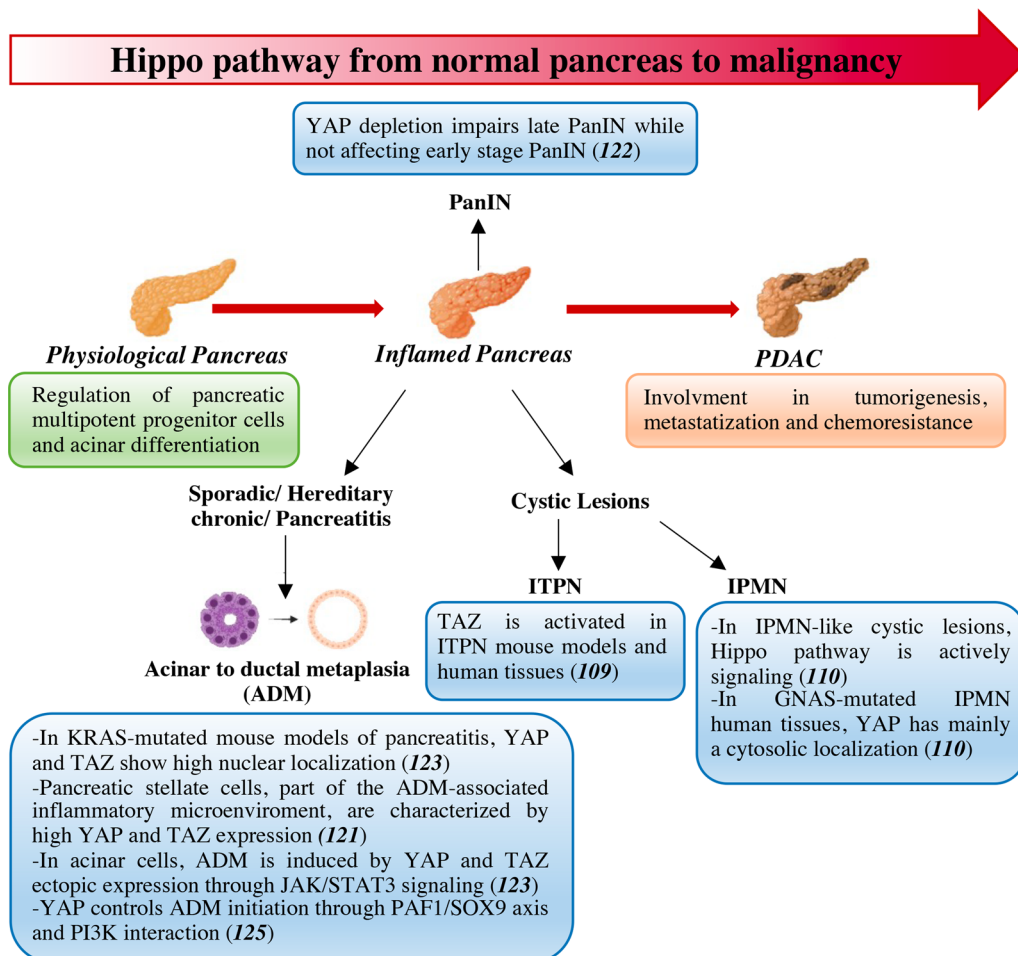 Hippo pathway from normal pancreas to malignancy
YAP depletion impairs late PanIN while
not affecting early stage PanIN (122)
PanIN
Physiological Pancreas
Inflamed Pancreas
PDAC
Regulation of pancreatic
multipotent progenitor cells
and acinar differentiation
Involvment in tumorigenesis,
metastatization and chemoresistance
Sporadic/ Hereditary
chronic/ Pancreatitis
Cystic Lesions
ITPN
IPMN
TAZ is activated in
ITPN mouse models and
human tissues (109)
-In IPMN-like cystic lesions,
Hippo pathway is actively
signaling (110)
-In GNAS-mutated IPMN
human tissues, YAP has mainly
a cytosolic localization (110)
Acinar to ductal metaplasia
(ADM)
-In KRAS-mutated mouse models of pancreatitis, YAP
and TAZ show high nuclear localization (123)
-Pancreatic stellate cells, part of the ADM-associated
inflammatory microenviroment, are characterized by
high YAP and TAZ expression (121)
-In acinar cells, ADM is induced by YAP and TAZ
ectopic expression through JAK/STAT3 signaling (123)
-YAP controls ADM initiation through PAF1/SOX9 axis
and PI3K interaction (125)